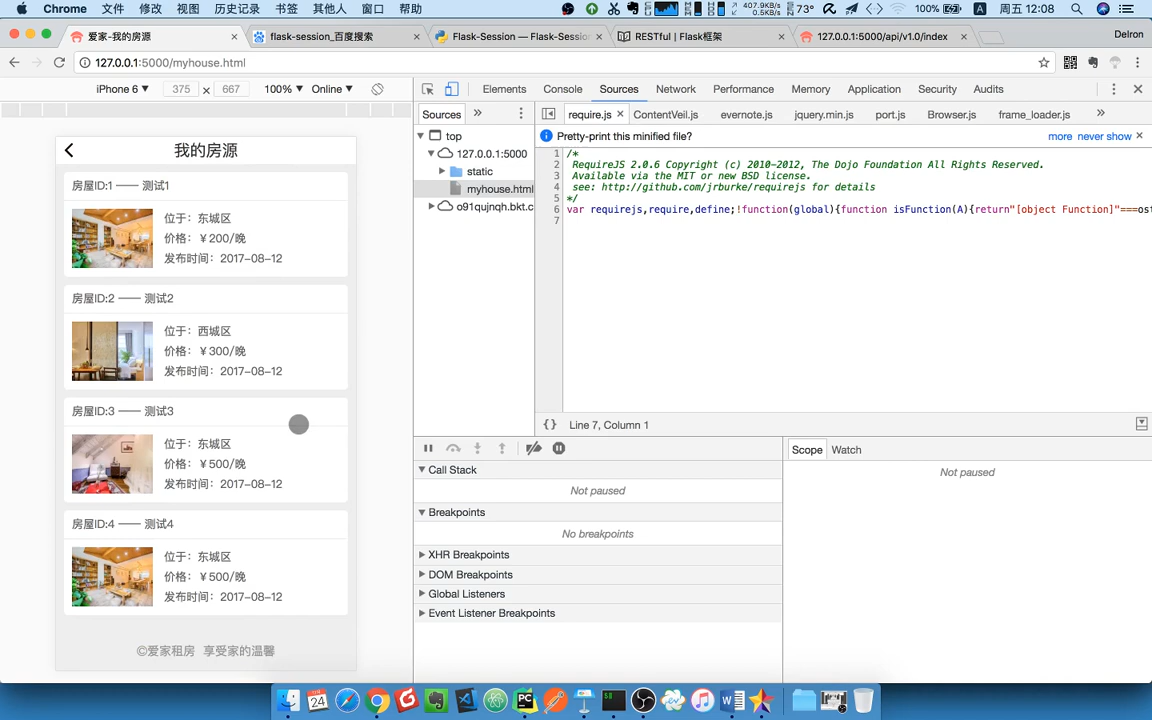 Chrome 文件 修改 视图 历史记录 书签 其他人 窗口 帮助 407.9KB/s 0.5KB/s 73° 100% 周五 12:08
爱家-我的房源 flask-session_百度搜索 Flask-Session — Flask-Session RESTful | Flask框架 127.0.0.1:5000/api/v1.0/index Delron
127.0.0.1:5000/myhouse.html
iPhone 6 375 × 667 100% Online
Elements Console Sources Network Performance Memory Application Security Audits
Sources » require.js × ContentVeil.js evernote.js jquery.min.js port.js Browser.js frame_loader.js »
top
127.0.0.1:5000
static
myhouse.html
o91qujnqh.bkt.c
Pretty-print this minified file? more never show ×
1 /*
2 RequireJS 2.0.6 Copyright (c) 2010-2012, The Dojo Foundation All Rights Reserved.
3 Available via the MIT or new BSD license.
4 see: http://github.com/jrburke/requirejs for details
5 */
6 var requirejs,require,define;!function(global){function isFunction(A){return"[object Function]"===ost
7
{} Line 7, Column 1
我的房源
房屋ID:1 —— 测试1
位于：东城区
价格：￥200/晚
发布时间：2017-08-12
房屋ID:2 —— 测试2
位于：西城区
价格：￥300/晚
发布时间：2017-08-12
房屋ID:3 —— 测试3
位于：东城区
价格：￥500/晚
发布时间：2017-08-12
房屋ID:4 —— 测试4
位于：东城区
价格：￥500/晚
发布时间：2017-08-12
©爱家租房 享受家的温馨
Call Stack
Not paused
Breakpoints
No breakpoints
XHR Breakpoints
DOM Breakpoints
Global Listeners
Event Listener Breakpoints
Scope Watch
Not paused